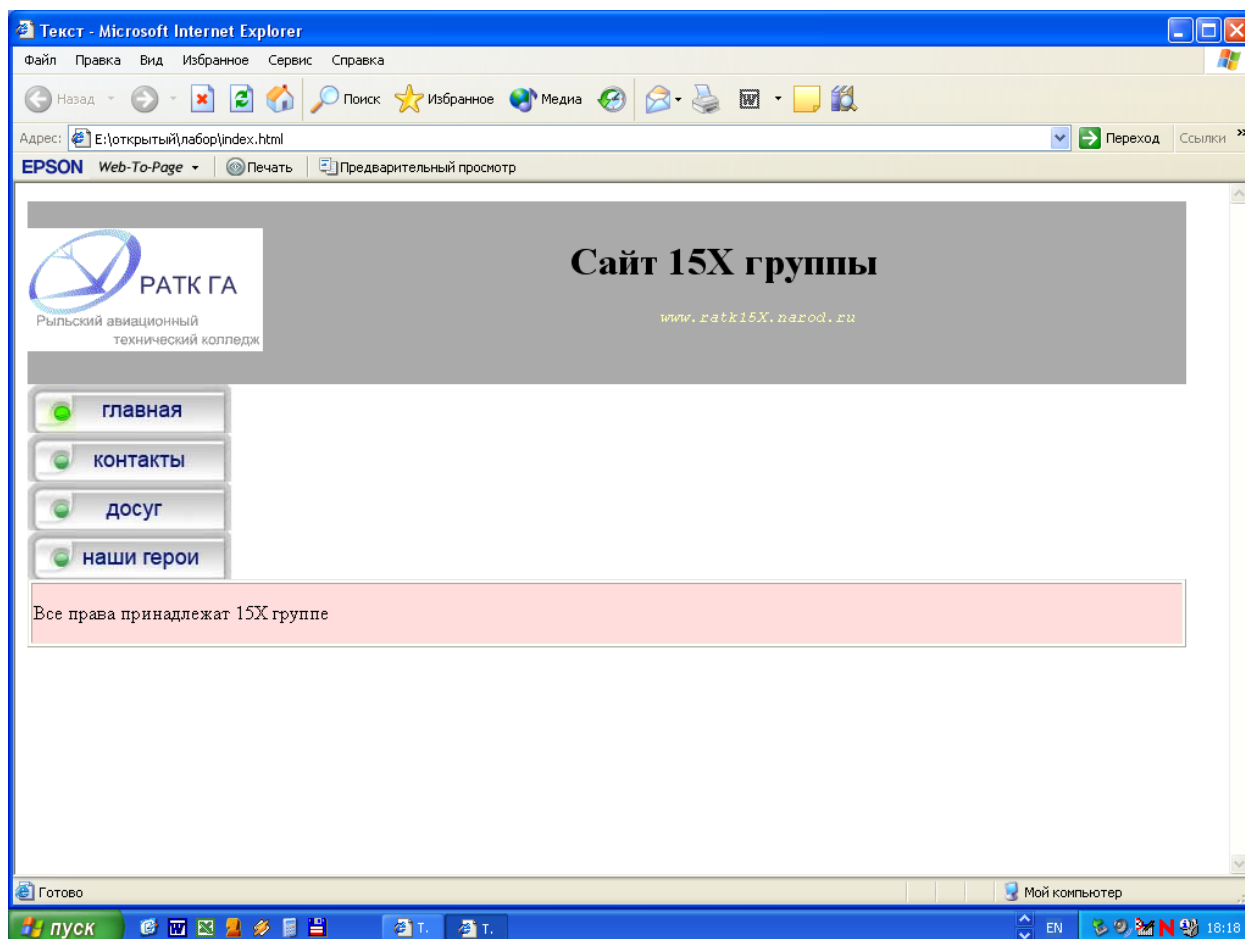 Текст - Microsoft Internet Explorer
Файл Правка Вид Избранное Сервис Справка
Назад Поиск Избранное Медиа
Адрес: E:\открытый\лабор\index.html Переход Ссылки »
EPSON Web-To-Page Печать Предварительный просмотр
РАТК ГА
Рыльский авиационный
технический колледж
Сайт 15X группы
www.ratk15X.narod.ru
главная
контакты
досуг
наши герои
Все права принадлежат 15X группе
Готово Мой компьютер
пуск Т. Т. EN 18:18